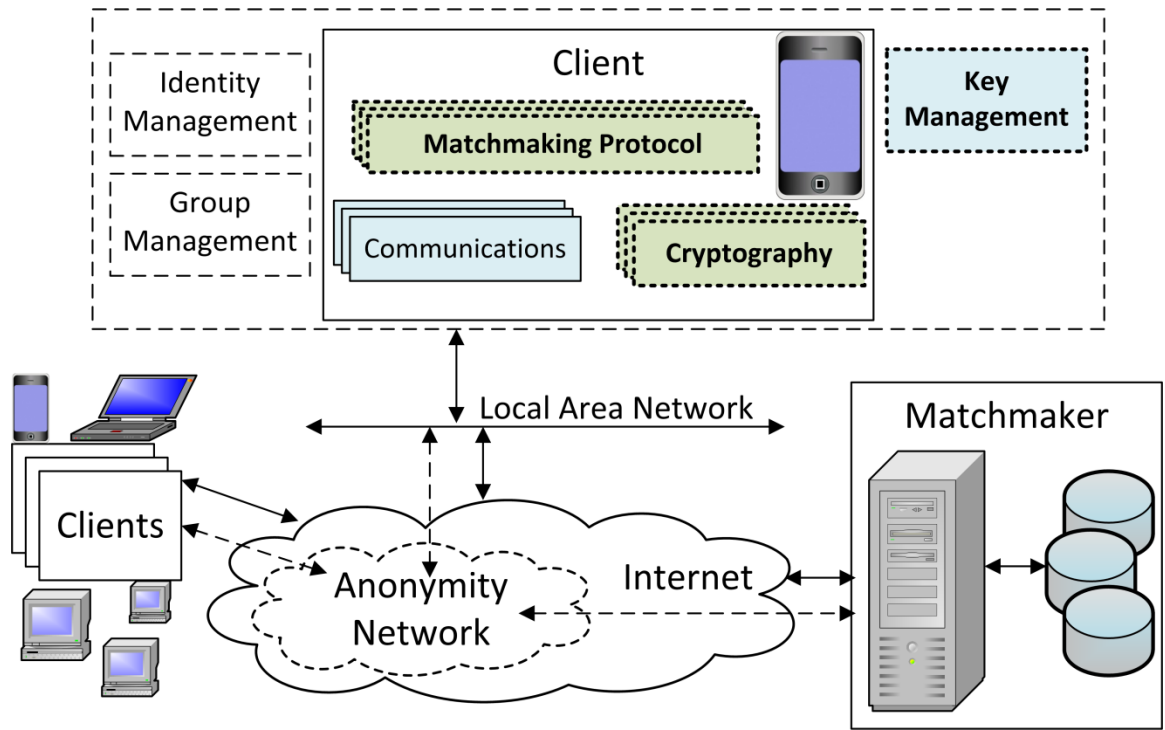 Identity
Management
Client
Key
Management
Matchmaking Protocol
Group
Management
Communications
Cryptography
Local Area Network
Matchmaker
Clients
Anonymity
Network
Internet